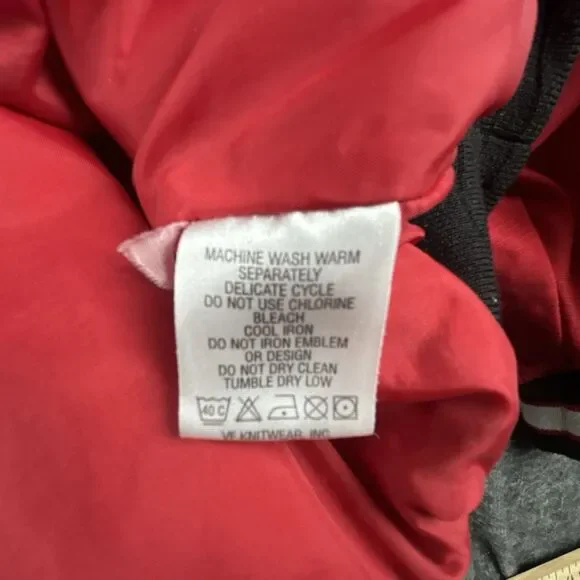 MACHINE WASH WARM
SEPARATELY
DELICATE CYCLE
DO NOT USE CHLORINE
BLEACH
COOL IRON
DO NOT IRON EMBLEM
OR DESIGN
DO NOT DRY CLEAN
TUMBLE DRY LOW
40 C
VF KNITWEAR, INC